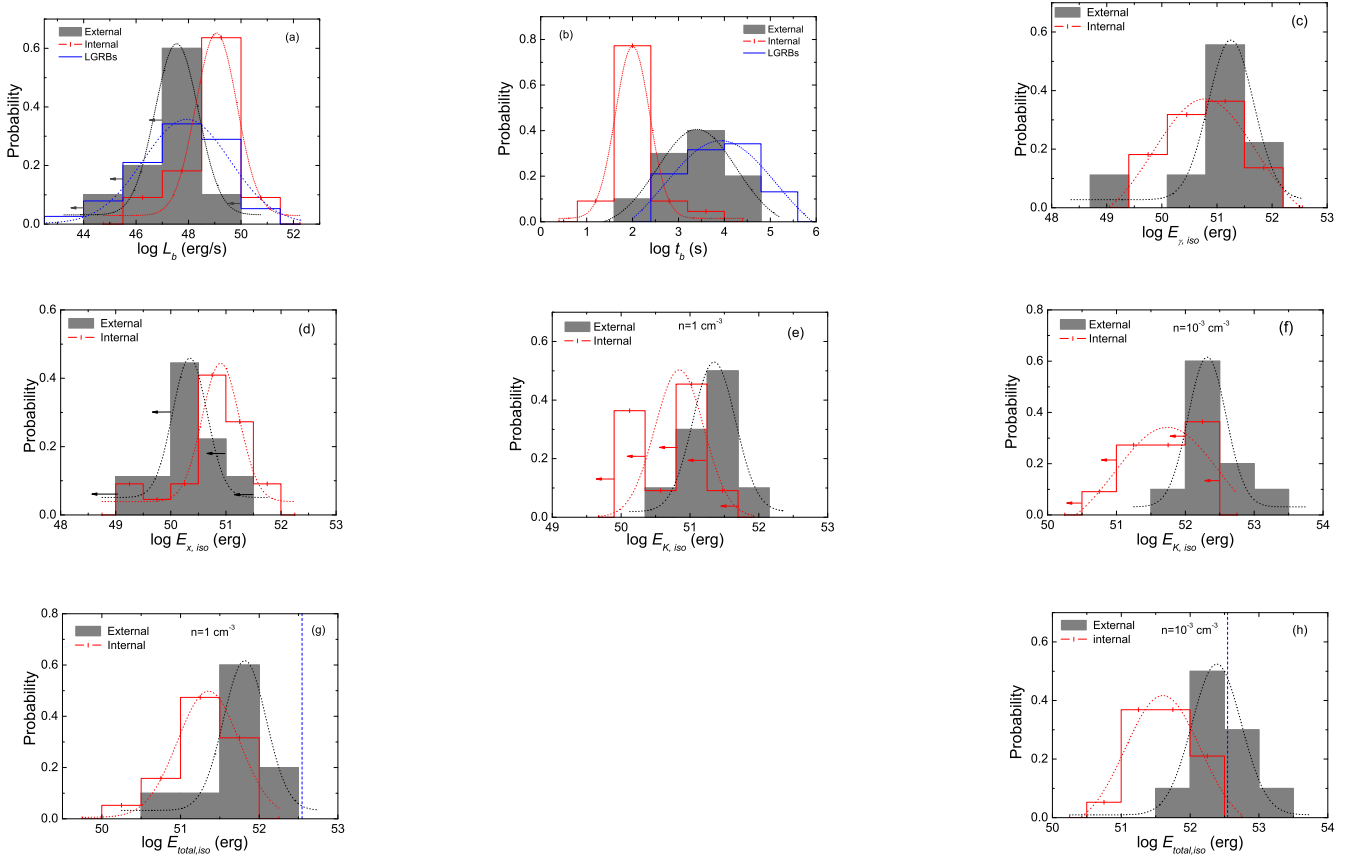 External
Internal
LGRBs
(a)
0.6
0.4
0.2
0.0
44 46 48 50 52
Probability
log L_b (erg/s)
External
Internal
LGRBs
(b)
0.8
0.6
0.4
0.2
0.0
0 1 2 3 4 5 6
Probability
log t_b (s)
External
Internal
(c)
0.6
0.4
0.2
0.0
48 49 50 51 52 53
Probability
log E_γ, iso (erg)
External
Internal
(d)
0.6
0.4
0.2
0.0
48 49 50 51 52 53
Probability
log E_x, iso (erg)
External
Internal
n=1 cm⁻³
(e)
0.6
0.4
0.2
0.0
49 50 51 52 53
Probability
log E_K, iso (erg)
External
Internal
n=10⁻³ cm⁻³
(f)
0.8
0.6
0.4
0.2
0.0
50 51 52 53 54
Probability
log E_K, iso (erg)
External
Internal
n=1 cm⁻³
(g)
0.8
0.6
0.4
0.2
0.0
50 51 52 53
Probability
log E_total,iso (erg)
External
internal
n=10⁻³ cm⁻³
(h)
0.6
0.4
0.2
0.0
50 51 52 53 54
Probability
log E_total,iso (erg)